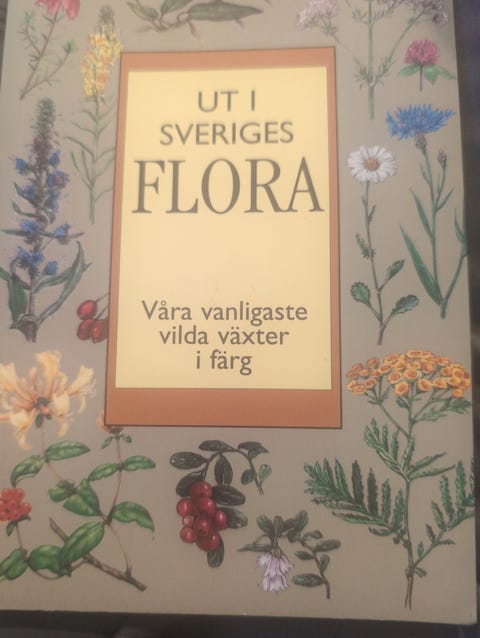 UT I
SVERIGES
FLORA
Våra vanligaste
vilda växter
i färg